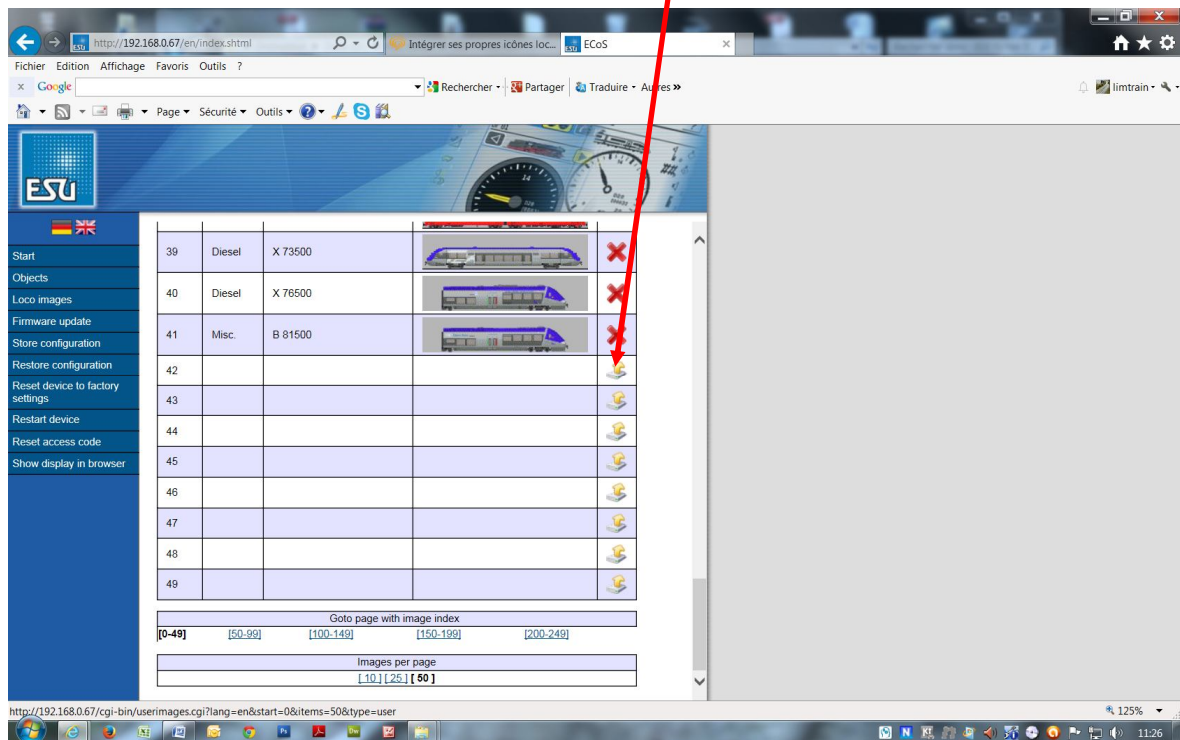 http://192.168.0.67/en/index.shtml
Intégrer ses propres icônes loc...
ESU ECoS
Fichier Edition Affichage Favoris Outils ?
x Google
Rechercher
Partager
Traduire
Autres »
limtrain
Page Sécurité Outils
ESU
Start
Objects
Loco images
Firmware update
Store configuration
Restore configuration
Reset device to factory
settings
Restart device
Reset access code
Show display in browser
39 Diesel X 73500
40 Diesel X 76500
41 Misc. B 81500
42
43
44
45
46
47
48
49
Goto page with image index
[0-49] [50-99] [100-149] [150-199] [200-249]
Images per page
[ 10 ] [ 25 ] [ 50 ]
http://192.168.0.67/cgi-bin/userimages.cgi?lang=en&start=0&items=50&type=user
125%
11:26